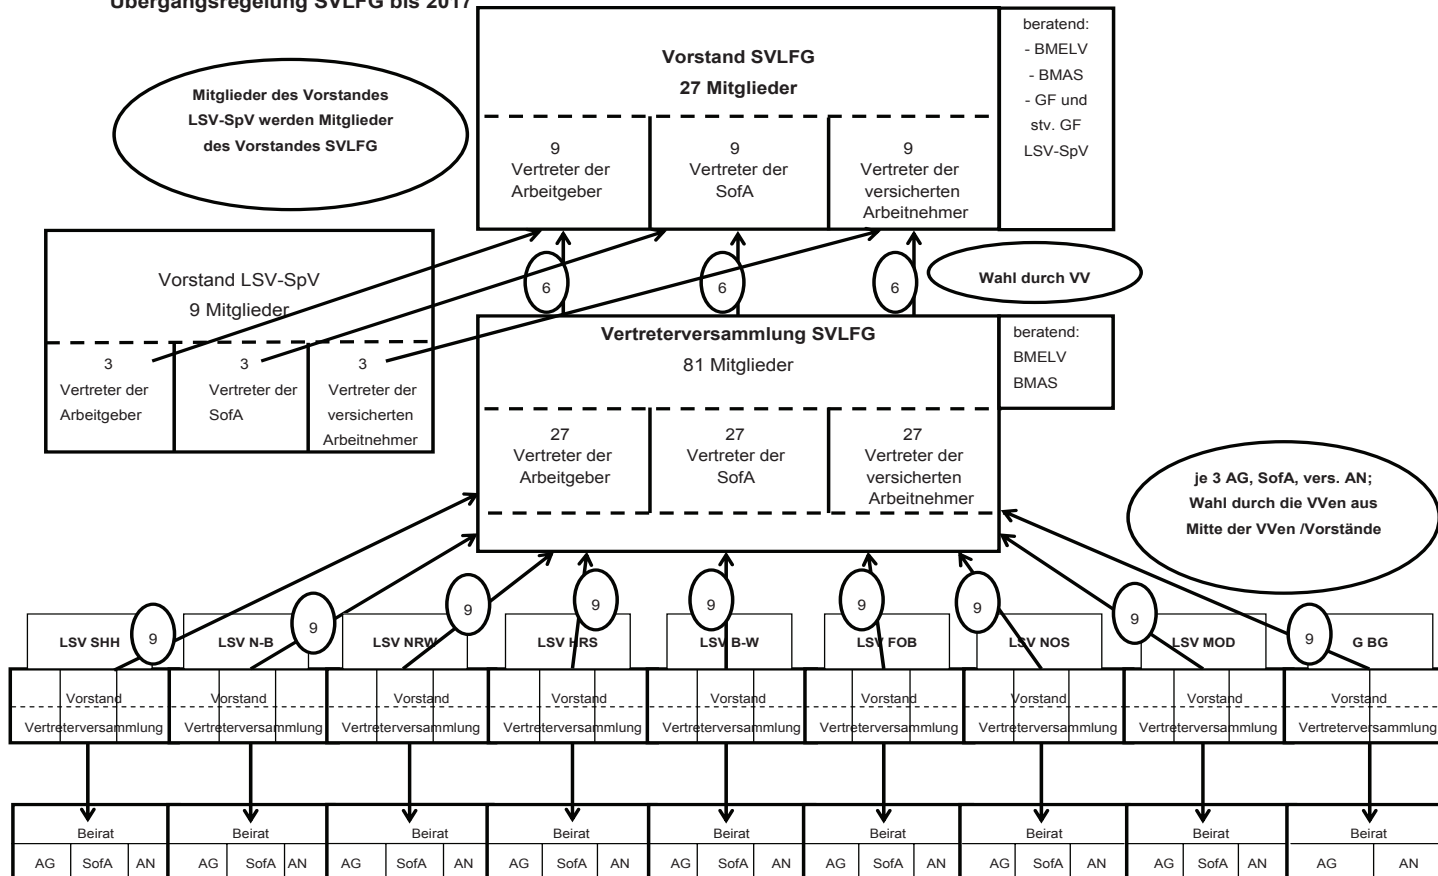 Übergangsregelung SVLFG bis 2017
Mitglieder des Vorstandes
LSV-SpV werden Mitglieder
des Vorstandes SVLFG
Vorstand SVLFG
27 Mitglieder
9
Vertreter der
Arbeitgeber
9
Vertreter der
SofA
9
Vertreter der
versicherten
Arbeitnehmer
beratend:
- BMELV
- BMAS
- GF und
stv. GF
LSV-SpV
Vorstand LSV-SpV
9 Mitglieder
3
Vertreter der
Arbeitgeber
3
Vertreter der
SofA
3
Vertreter der
versicherten
Arbeitnehmer
6
6
6
Wahl durch VV
Vertreterversammlung SVLFG
81 Mitglieder
27
Vertreter der
Arbeitgeber
27
Vertreter der
SofA
27
Vertreter der
versicherten
Arbeitnehmer
beratend:
BMELV
BMAS
je 3 AG, SofA, vers. AN;
Wahl durch die VVen aus
Mitte der VVen /Vorstände
9 9 9 9 9 9 9 9 9
LSV SHH LSV N-B LSV NRW LSV HRS LSV B-W LSV FOB LSV NOS LSV MOD G BG
Vorstand Vorstand Vorstand Vorstand Vorstand Vorstand Vorstand Vorstand Vorstand
Vertreterversammlung Vertreterversammlung Vertreterversammlung Vertreterversammlung Vertreterversammlung Vertreterversammlung Vertreterversammlung Vertreterversammlung Vertreterversammlung
Beirat Beirat Beirat Beirat Beirat Beirat Beirat Beirat Beirat
AG SofA AN AG SofA AN AG SofA AN AG SofA AN AG SofA AN AG SofA AN AG SofA AN AG SofA AN AG AN